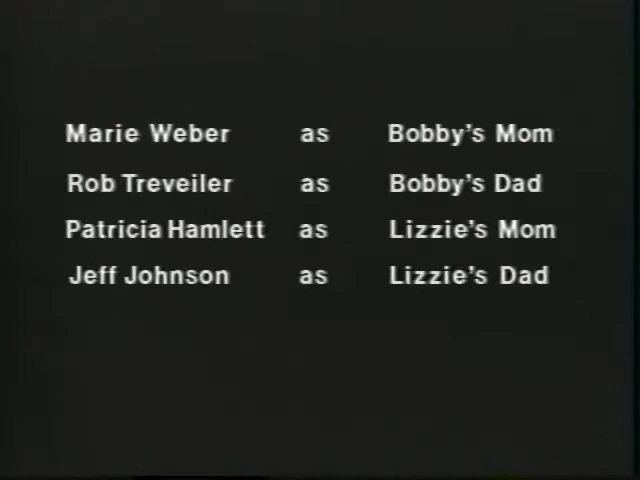 Marie Weber as Bobby's Mom
Rob Treveiler as Bobby's Dad
Patricia Hamlett as Lizzie's Mom
Jeff Johnson as Lizzie's Dad